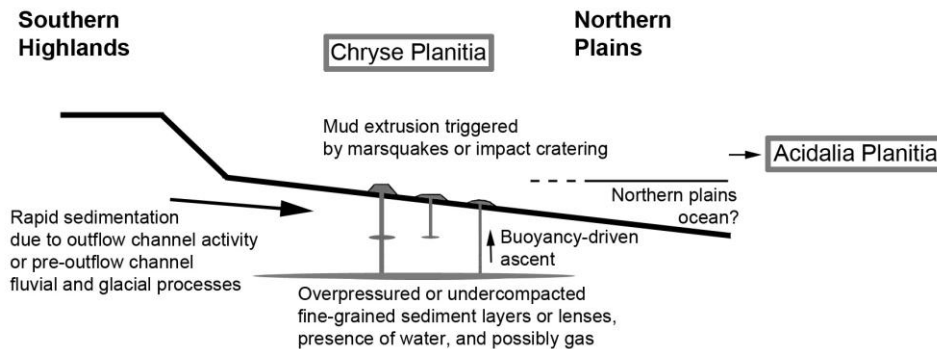 Southern
Highlands
Northern
Plains
Chryse Planitia
Mud extrusion triggered
by marsquakes or impact cratering
Acidalia Planitia
Northern plains
ocean?
Rapid sedimentation
due to outflow channel activity
or pre-outflow channel
fluvial and glacial processes
Buoyancy-driven
ascent
Overpressured or undercompacted
fine-grained sediment layers or lenses,
presence of water, and possibly gas